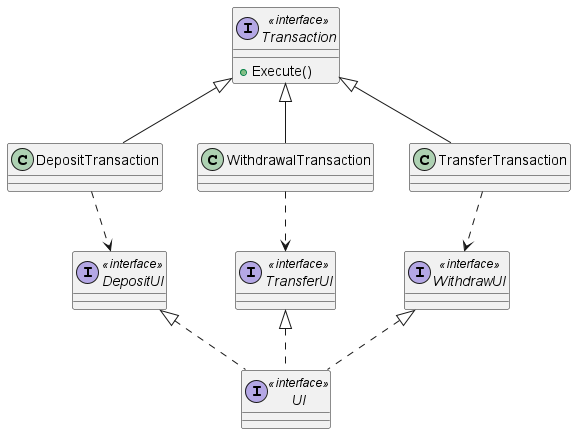 I «interface»
Transaction
Execute()
C DepositTransaction
C WithdrawalTransaction
C TransferTransaction
I «interface»
DepositUI
I «interface»
TransferUI
I «interface»
WithdrawUI
I «interface»
UI